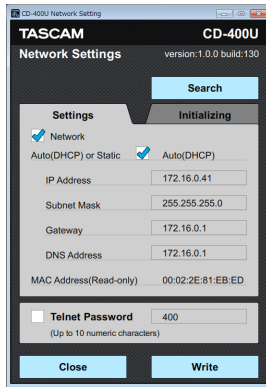 CD-400U Network Setting
TASCAM CD-400U
Network Settings version:1.0.0 build:130
Search
Settings Initializing
Network
Auto(DHCP) or Static Auto(DHCP)
IP Address 172.16.0.41
Subnet Mask 255.255.255.0
Gateway 172.16.0.1
DNS Address 172.16.0.1
MAC Address(Read-only) 00:02:2E:81:EB:ED
Telnet Password 400
(Up to 10 numeric characters)
Close Write